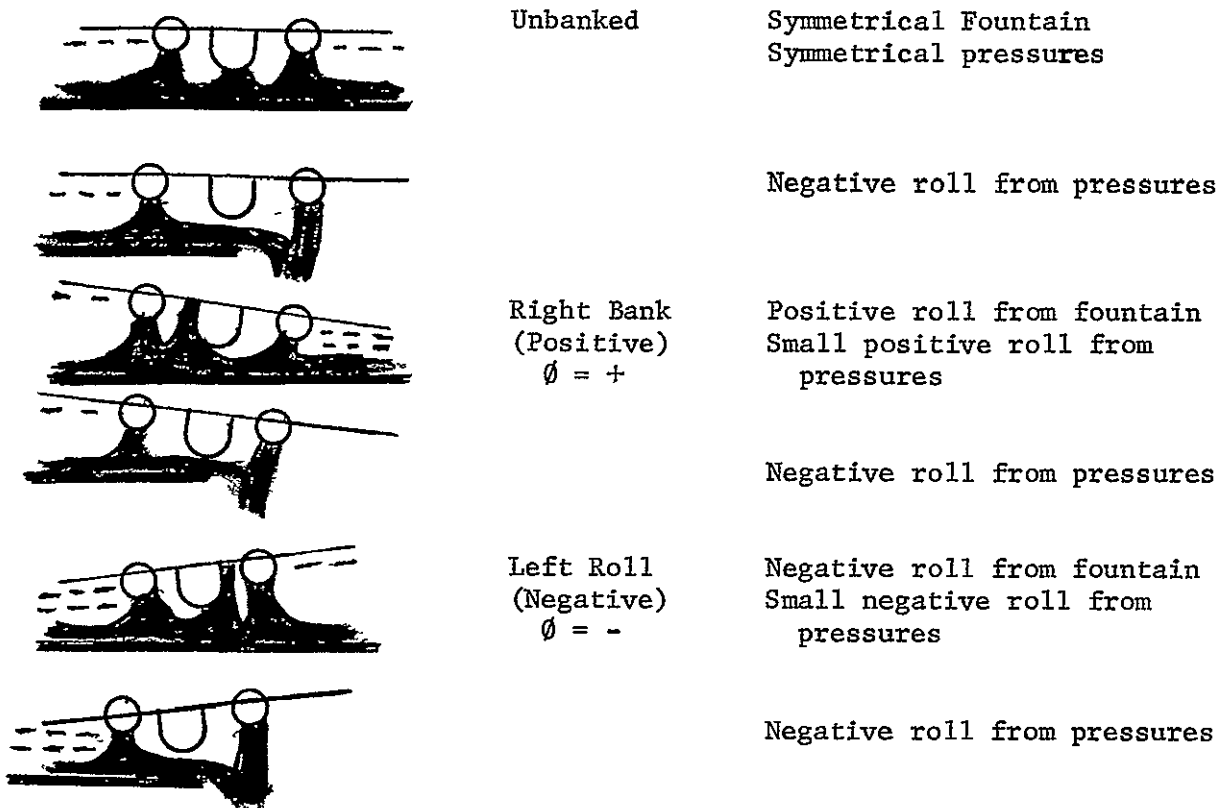 Unbanked
Symmetrical Fountain
Symmetrical pressures
Negative roll from pressures
Right Bank
(Positive)
Ø = +
Positive roll from fountain
Small positive roll from
pressures
Negative roll from pressures
Left Roll
(Negative)
Ø = -
Negative roll from fountain
Small negative roll from
pressures
Negative roll from pressures